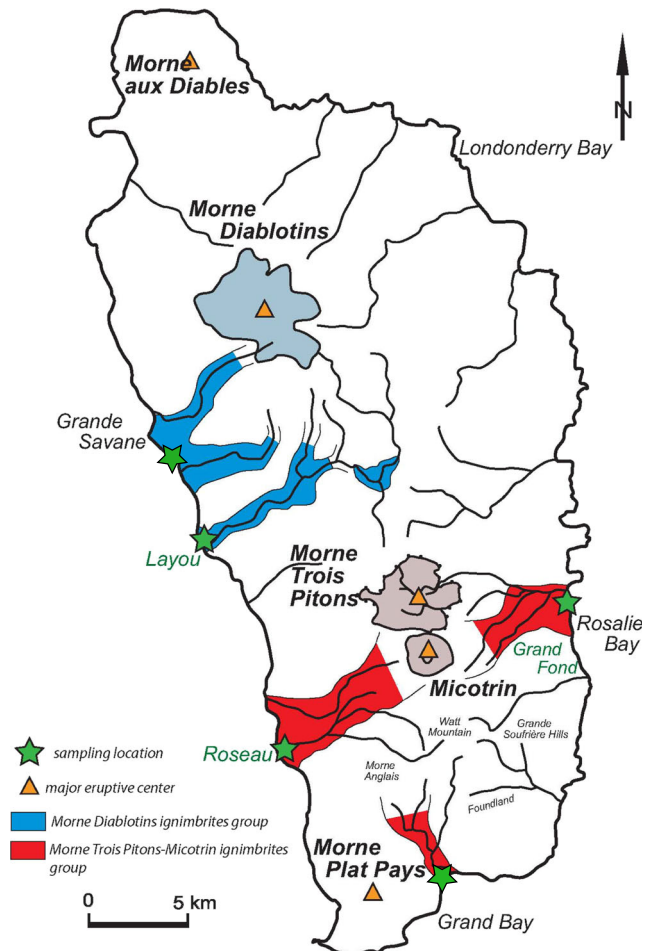 Morne
aux Diables
N
Londonderry Bay
Morne
Diablotins
Grande
Savane
Layou
Morne
Trois
Pitons
Rosalie
Bay
Grand
Fond
Micotrin
Watt
Mountain
Grande
Soufrière Hills
Roseau
Morne
Anglais
Foundland
sampling location
major eruptive center
Morne Diablotins ignimbrites group
Morne Trois Pitons-Micotrin ignimbrites
group
Morne
Plat Pays
Grand Bay
0 5 km